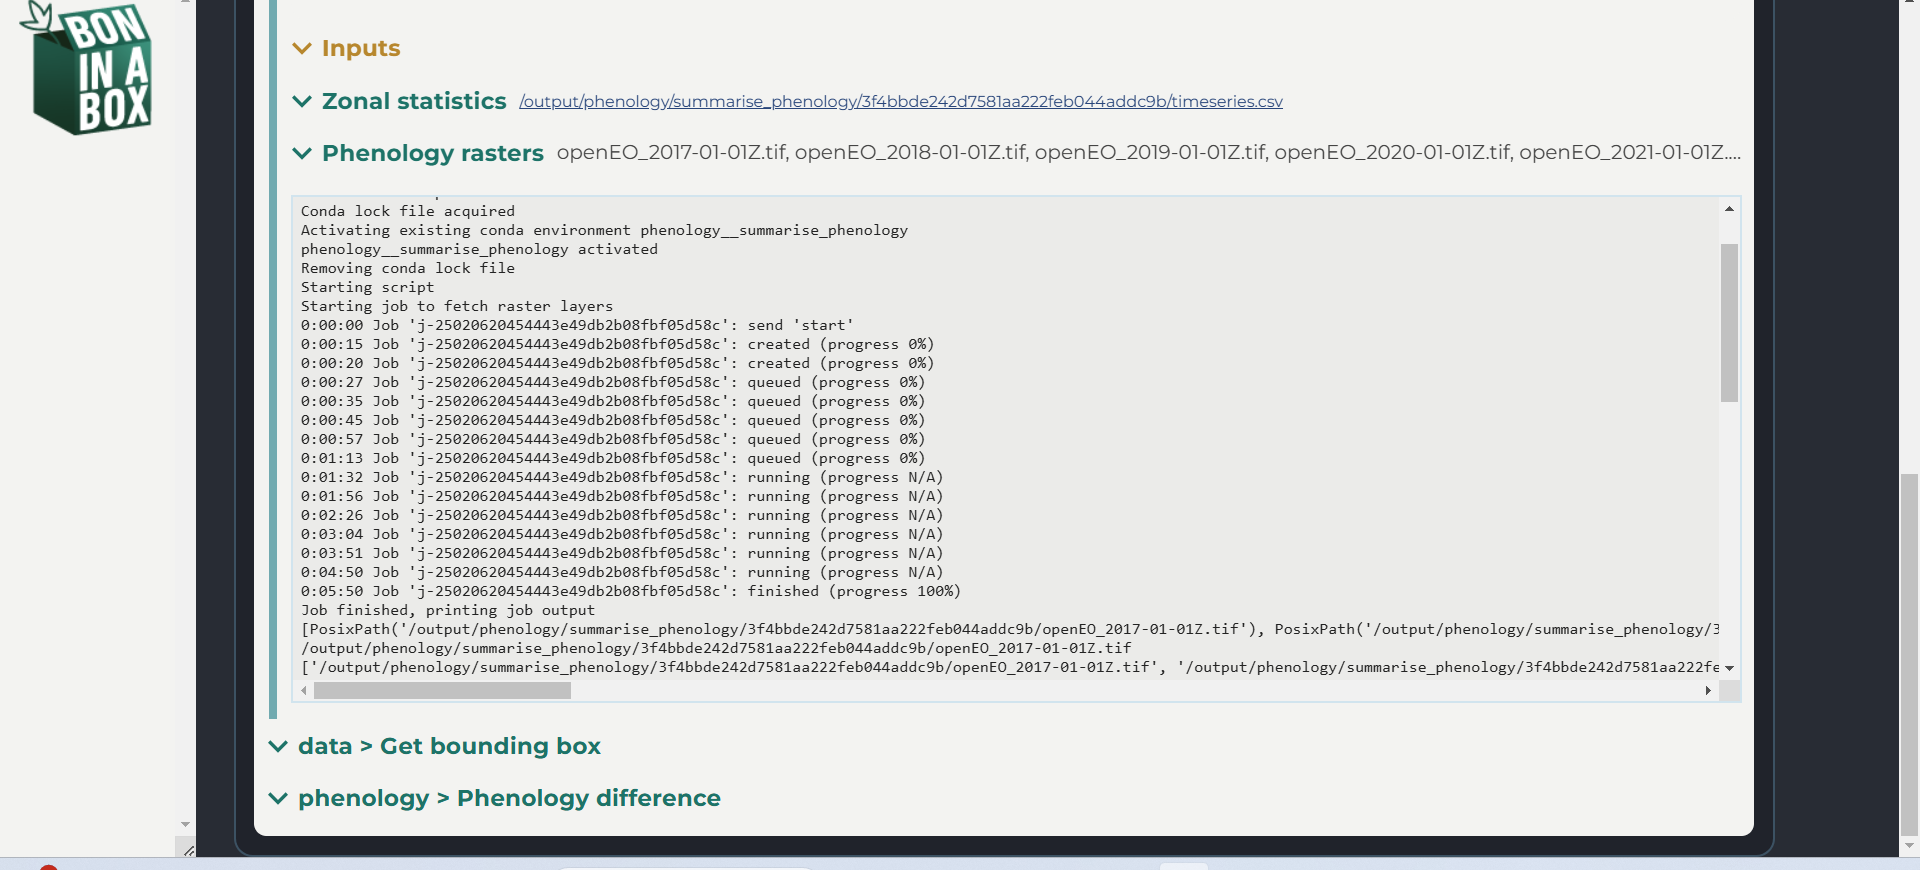 BON
IN A
BOX
Inputs
Zonal statistics /output/phenology/summarise_phenology/3f4bbde242d7581aa222feb044addc9b/timeseries.csv
Phenology rasters openEO_2017-01-01Z.tif, openEO_2018-01-01Z.tif, openEO_2019-01-01Z.tif, openEO_2020-01-01Z.tif, openEO_2021-01-01Z....
Conda lock file acquired
Activating existing conda environment phenology__summarise_phenology
phenology__summarise_phenology activated
Removing conda lock file
Starting script
Starting job to fetch raster layers
0:00:00 Job 'j-25020620454443e49db2b08fbf05d58c': send 'start'
0:00:15 Job 'j-25020620454443e49db2b08fbf05d58c': created (progress 0%)
0:00:20 Job 'j-25020620454443e49db2b08fbf05d58c': created (progress 0%)
0:00:27 Job 'j-25020620454443e49db2b08fbf05d58c': queued (progress 0%)
0:00:35 Job 'j-25020620454443e49db2b08fbf05d58c': queued (progress 0%)
0:00:45 Job 'j-25020620454443e49db2b08fbf05d58c': queued (progress 0%)
0:00:57 Job 'j-25020620454443e49db2b08fbf05d58c': queued (progress 0%)
0:01:13 Job 'j-25020620454443e49db2b08fbf05d58c': queued (progress 0%)
0:01:32 Job 'j-25020620454443e49db2b08fbf05d58c': running (progress N/A)
0:01:56 Job 'j-25020620454443e49db2b08fbf05d58c': running (progress N/A)
0:02:26 Job 'j-25020620454443e49db2b08fbf05d58c': running (progress N/A)
0:03:04 Job 'j-25020620454443e49db2b08fbf05d58c': running (progress N/A)
0:03:51 Job 'j-25020620454443e49db2b08fbf05d58c': running (progress N/A)
0:04:50 Job 'j-25020620454443e49db2b08fbf05d58c': running (progress N/A)
0:05:50 Job 'j-25020620454443e49db2b08fbf05d58c': finished (progress 100%)
Job finished, printing job output
[PosixPath('/output/phenology/summarise_phenology/3f4bbde242d7581aa222feb044addc9b/openEO_2017-01-01Z.tif'), PosixPath('/output/phenology/summarise_phenology/3
/output/phenology/summarise_phenology/3f4bbde242d7581aa222feb044addc9b/openEO_2017-01-01Z.tif
['/output/phenology/summarise_phenology/3f4bbde242d7581aa222feb044addc9b/openEO_2017-01-01Z.tif', '/output/phenology/summarise_phenology/3f4bbde242d7581aa222fe
data > Get bounding box
phenology > Phenology difference